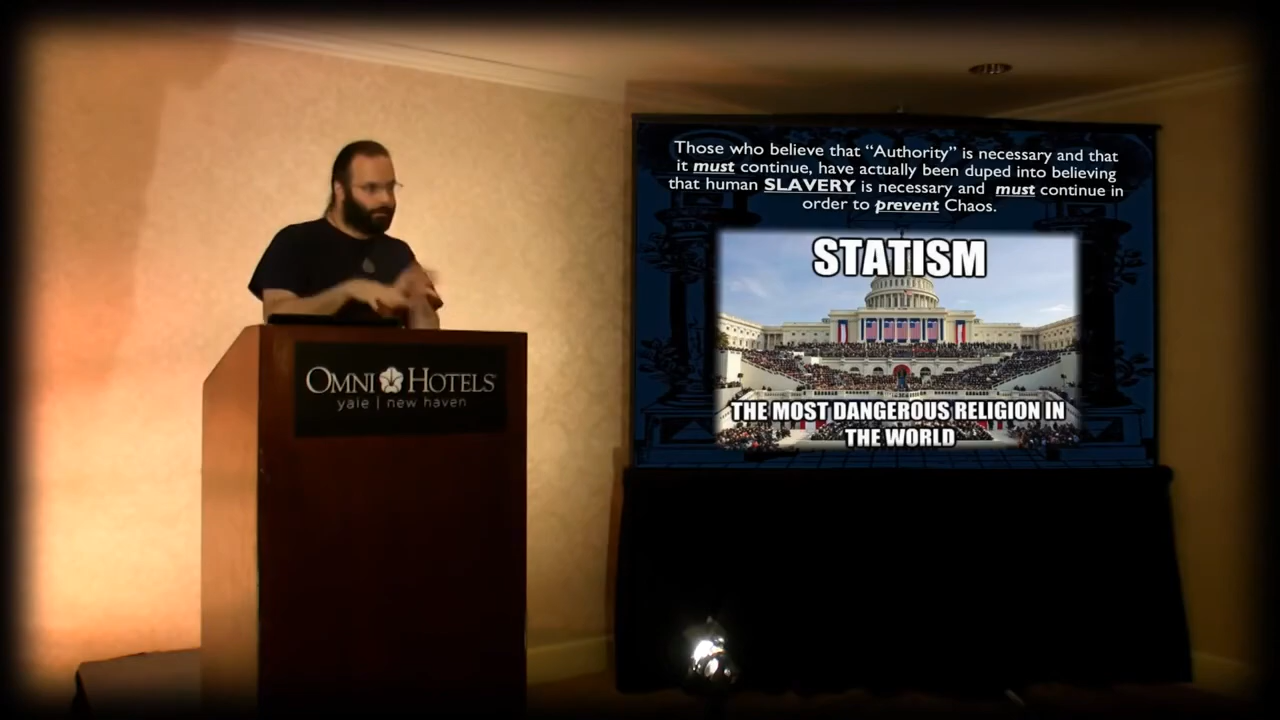 Those who believe that “Authority” is necessary and that
it must continue, have actually been duped into believing
that human SLAVERY is necessary and must continue in
order to prevent Chaos.
STATISM
THE MOST DANGEROUS RELIGION IN
THE WORLD
OMNI HOTELS
yale | new haven